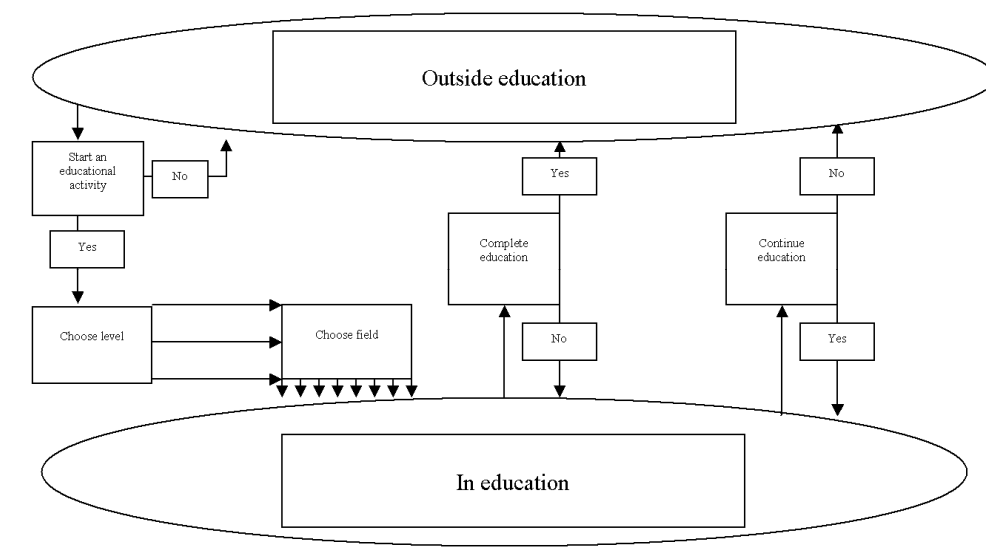 Outside education
Start an
educational
activity
No
Yes
Choose level
Choose field
Yes
Complete
education
No
No
Continue
education
Yes
In education